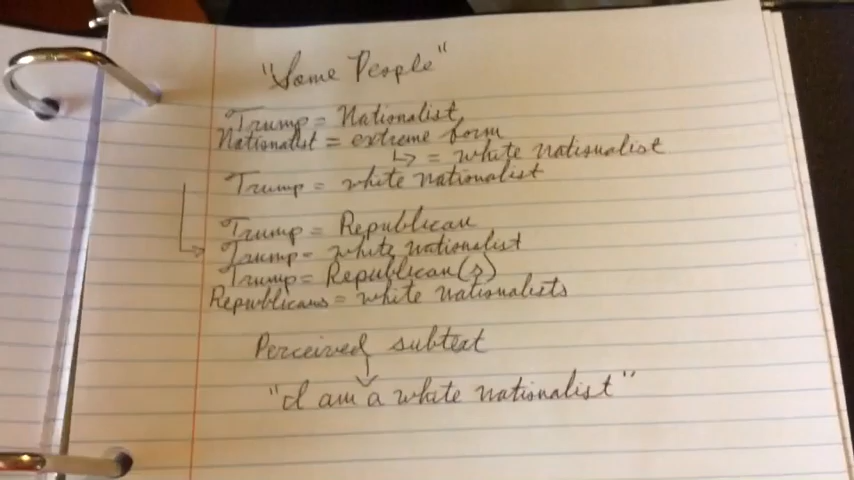 "Some People"
Trump = Nationalist
Nationalist = extreme form
↳ = white nationalist
Trump = white nationalist
Trump = Republican
Trump = white nationalist
Trump = Republican(s)
Republicans = white nationalists
Perceived subtext
"I am a white nationalist"